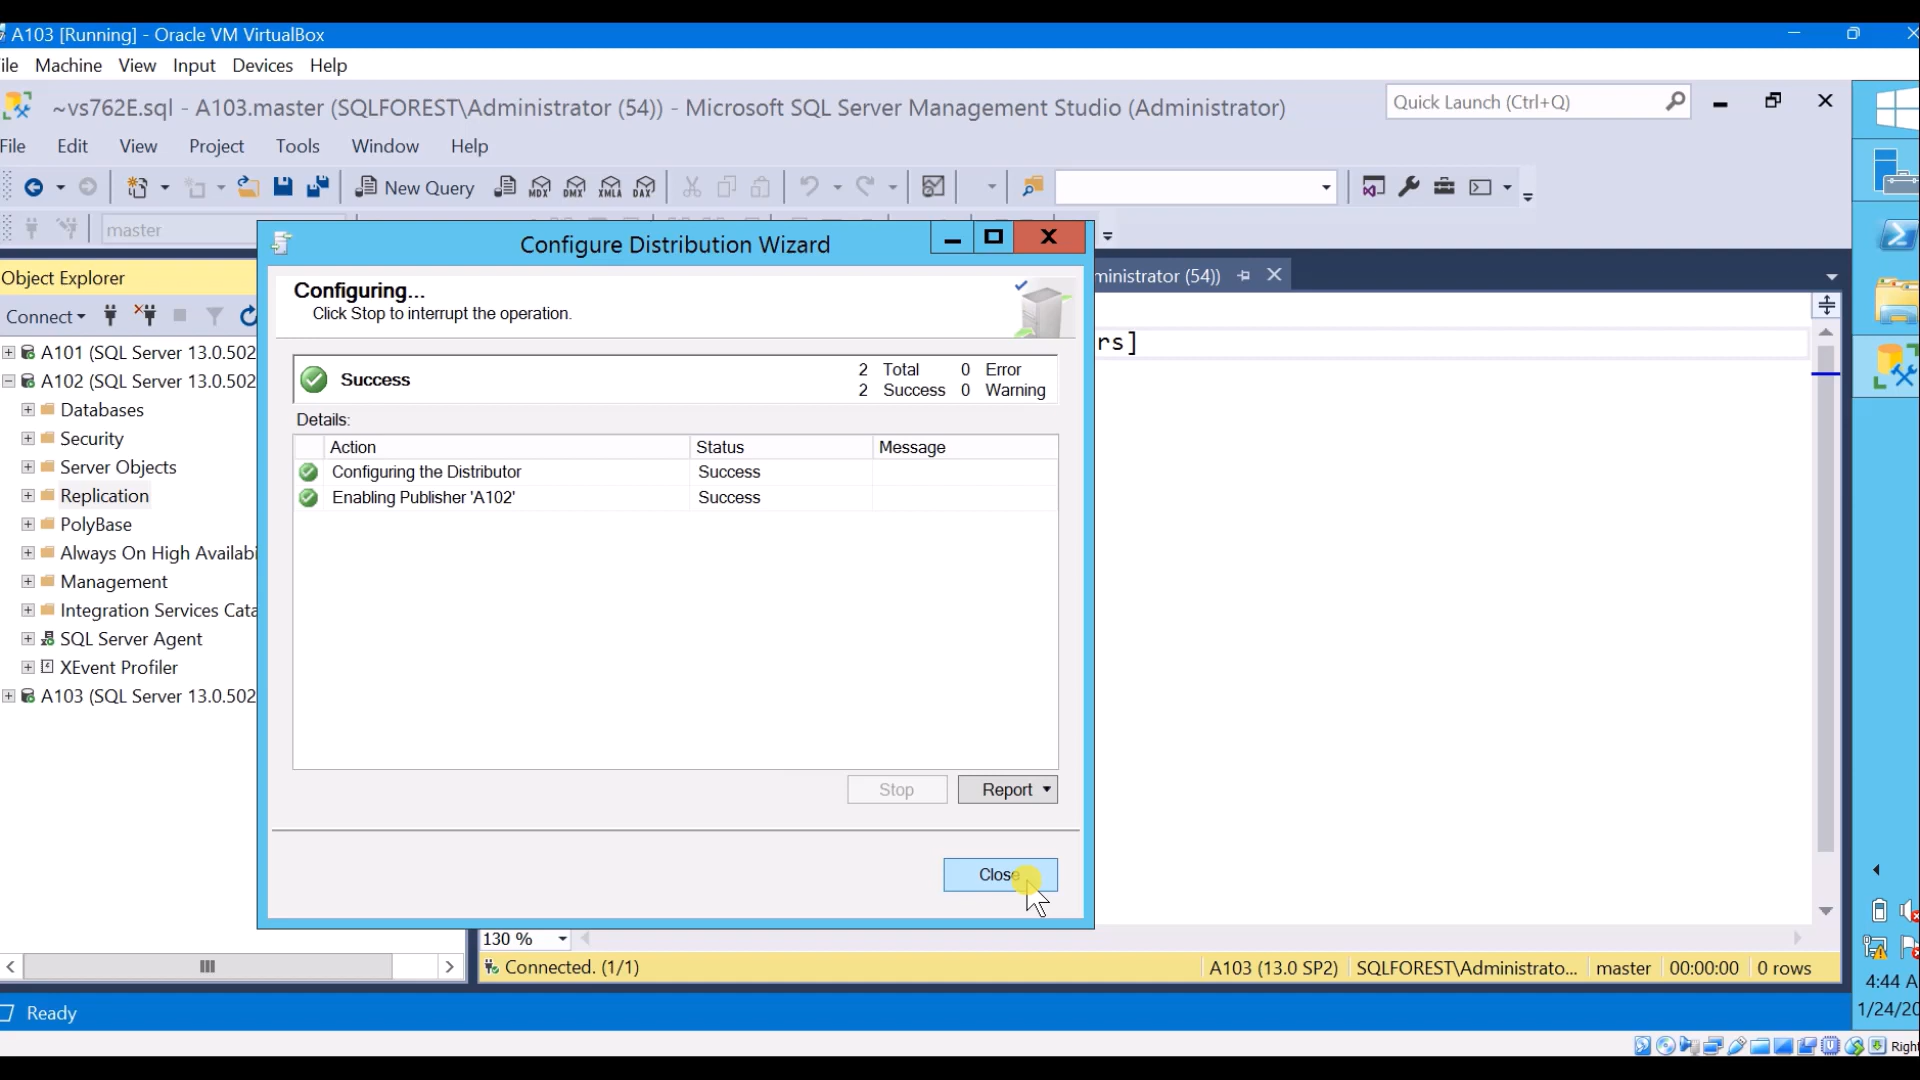 A103 [Running] - Oracle VM VirtualBox
ile Machine View Input Devices Help
~vs762E.sql - A103.master (SQLFOREST\Administrator (54)) - Microsoft SQL Server Management Studio (Administrator)
Quick Launch (Ctrl+Q)
File Edit View Project Tools Window Help
New Query MDX DMX XMLA DAX
master
Configure Distribution Wizard
Object Explorer
ministrator (54))
Configuring...
Click Stop to interrupt the operation.
Connect
rs]
A101 (SQL Server 13.0.502
A102 (SQL Server 13.0.502
Databases
Security
Server Objects
Replication
PolyBase
Always On High Availabi
Management
Integration Services Cata
SQL Server Agent
XEvent Profiler
A103 (SQL Server 13.0.502
Success
2 Total 0 Error
2 Success 0 Warning
Details:
Action Status Message
Configuring the Distributor Success
Enabling Publisher 'A102' Success
Stop Report
Close
130 %
Connected. (1/1) A103 (13.0 SP2) SQLFOREST\Administrato... master 00:00:00 0 rows
4:44 A
1/24/20
Ready
Right